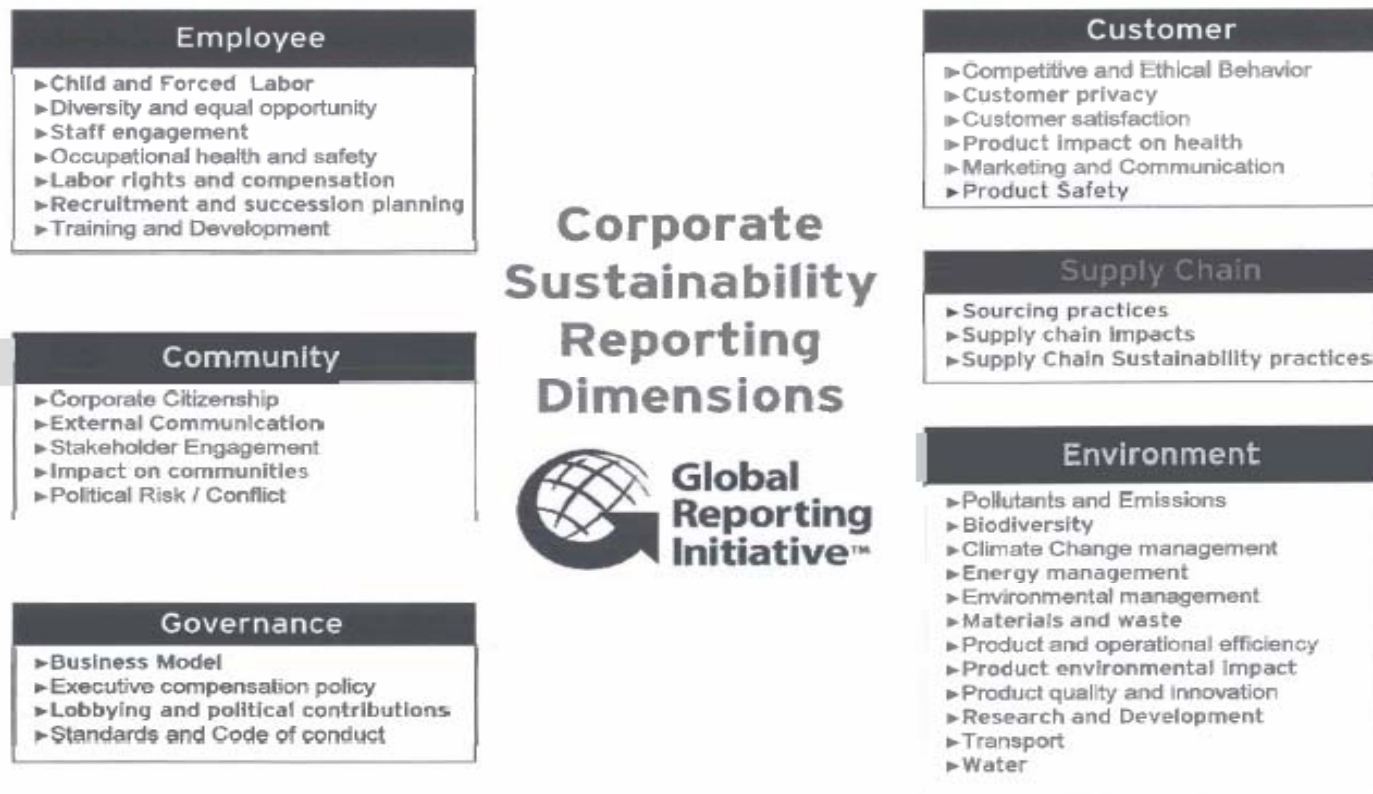 Employee
►Child and Forced Labor
►Diversity and equal opportunity
►Staff engagement
►Occupational health and safety
►Labor rights and compensation
►Recruitment and succession planning
►Training and Development
Community
►Corporate Citizenship
►External Communication
►Stakeholder Engagement
►Impact on communities
►Political Risk / Conflict
Governance
►Business Model
►Executive compensation policy
►Lobbying and political contributions
►Standards and Code of conduct
Corporate
Sustainability
Reporting
Dimensions
Global
Reporting
Initiative™
Customer
►Competitive and Ethical Behavior
►Customer privacy
►Customer satisfaction
►Product impact on health
►Marketing and Communication
►Product Safety
Supply Chain
►Sourcing practices
►Supply chain impacts
►Supply Chain Sustainability practices
Environment
►Pollutants and Emissions
►Biodiversity
►Climate Change management
►Energy management
►Environmental management
►Materials and waste
►Product and operational efficiency
►Product environmental impact
►Product quality and innovation
►Research and Development
►Transport
►Water